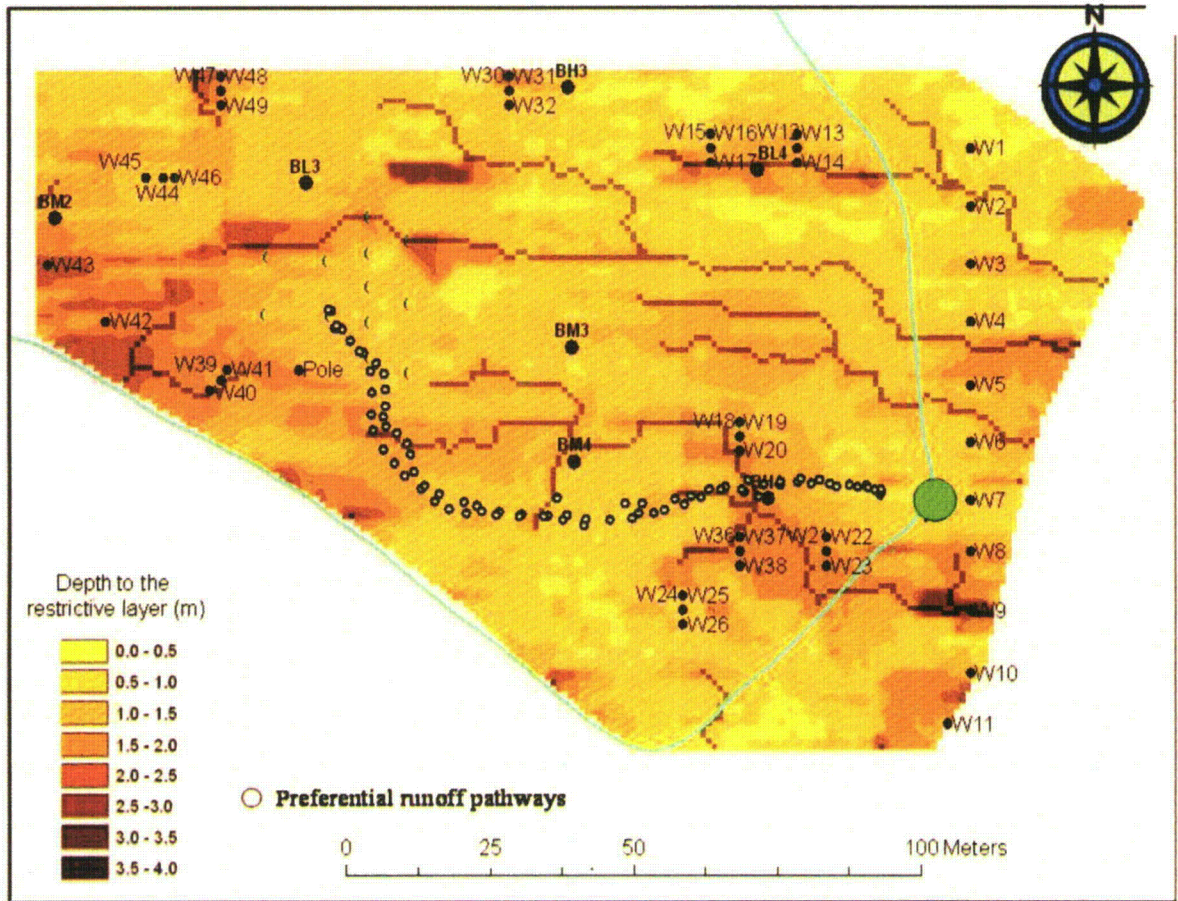 N
W47 W48
W49
W30 W31
W32
BH3
W15 W16 W12 W13
W17 BL4 W14
W1
W45
W46
W44
BL3
W2
BM2
W43
W3
W42
W4
BM3
W39 W41
W40
Pole
W5
W18 W19
W20
W6
BM4
W7
W36 W37 W21 W22
W38 W23
W8
W24 W25
W26
W9
W10
W11
Depth to the
restrictive layer (m)
0.0 - 0.5
0.5 - 1.0
1.0 - 1.5
1.5 - 2.0
2.0 - 2.5
2.5 - 3.0
3.0 - 3.5
3.5 - 4.0
Preferential runoff pathways
0 25 50 100 Meters